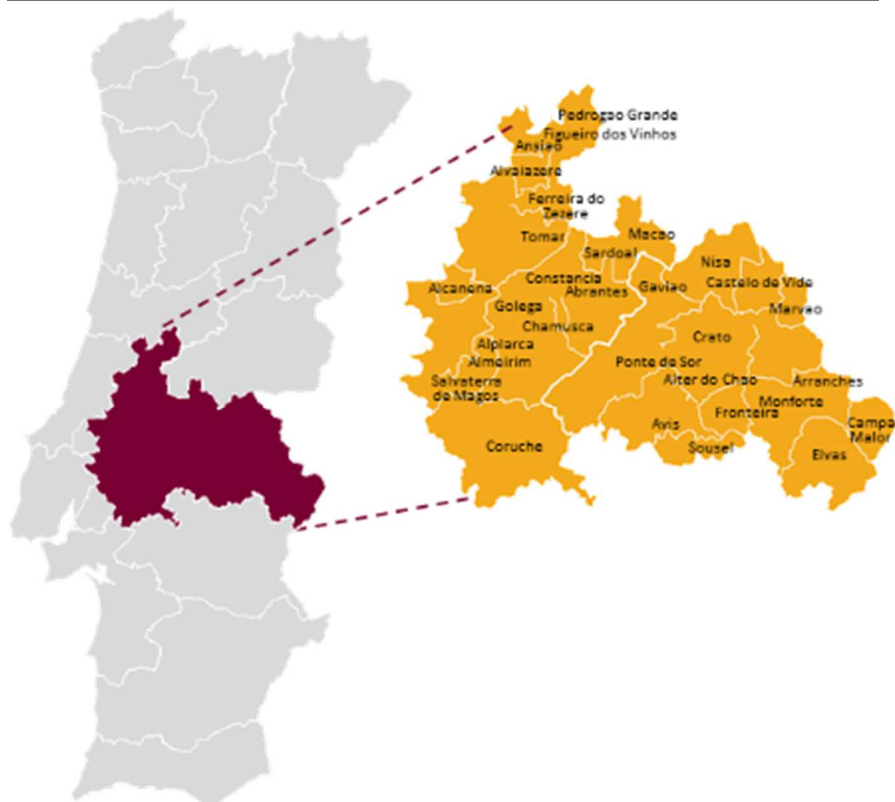 Pedrogao Grande
Figueiro dos Vinhos
Ansiao
Alvaiazere
Ferreira do
Zezere
Tomar
Macao
Sardoal
Nisa
Alcanena
Constancia
Abrantes
Gaviao
Castelo de Vide
Marvao
Golega
Chamusca
Crato
Alpiarca
Almeirim
Ponte de Sor
Salvaterra
de Magos
Alter do Chao
Arranches
Monforte
Fronteira
Campa
Maior
Avis
Coruche
Sousel
Elvas